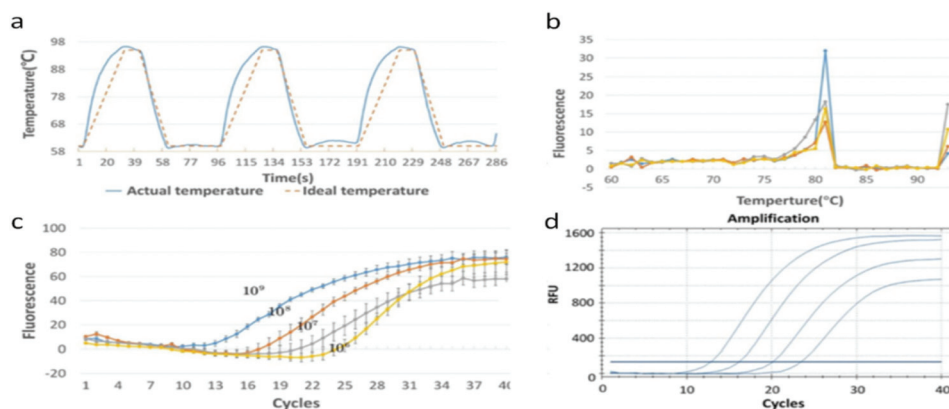 a
98
88
78
68
58
Temperature(°C)
1 20 39 58 77 96 115 134 153 172 191 210 229 248 267 286
Time(s)
Actual temperature Ideal temperature
b
35
30
25
20
15
10
5
0
-5
Fluorescence
60 65 70 75 80 85 90
Temperture(°C)
c
100
80
60
40
20
0
-20
Fluorescence
10⁹
10⁸
10⁷
1 4 7 10 13 16 19 22 25 28 31 34 37 40
Cycles
d
Amplification
1600
1200
800
400
0
RFU
0 10 20 30 40
Cycles